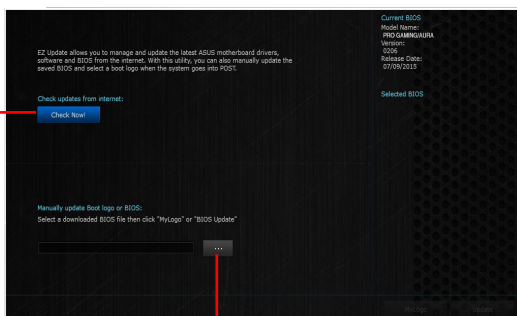 Current BIOS
Model Name:
PRO GAMING/AURA
Version:
0206
Release Date:
07/09/2015
EZ Update allows you to manage and update the latest ASUS motherboard drivers,
software and BIOS from the internet. With this utility, you can also manually update the
saved BIOS and select a boot logo when the system goes into POST.
Selected BIOS
Check updates from internet:
Check Now!
Manually update Boot logo or BIOS:
Select a downloaded BIOS file then click "MyLogo" or "BIOS Update"
...
MyLogo
Update